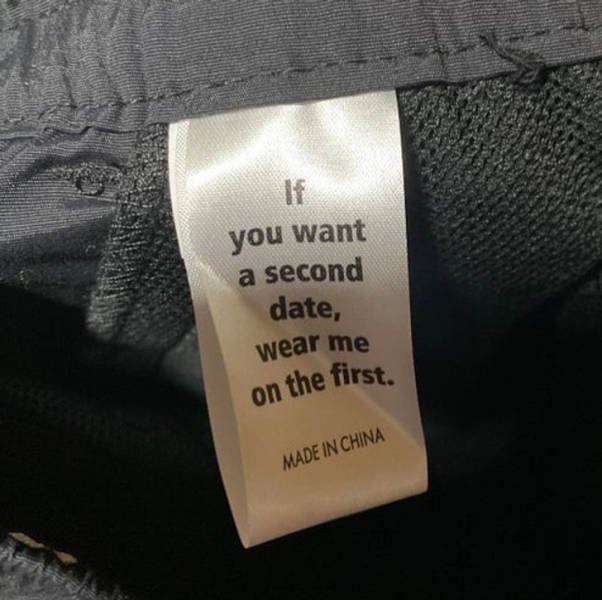 If
you want
a second
date,
wear me
on the first.
MADE IN CHINA